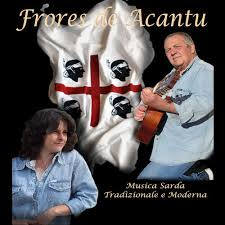 Frores de Acantu
Musica Sarda
Tradizionale e Moderna